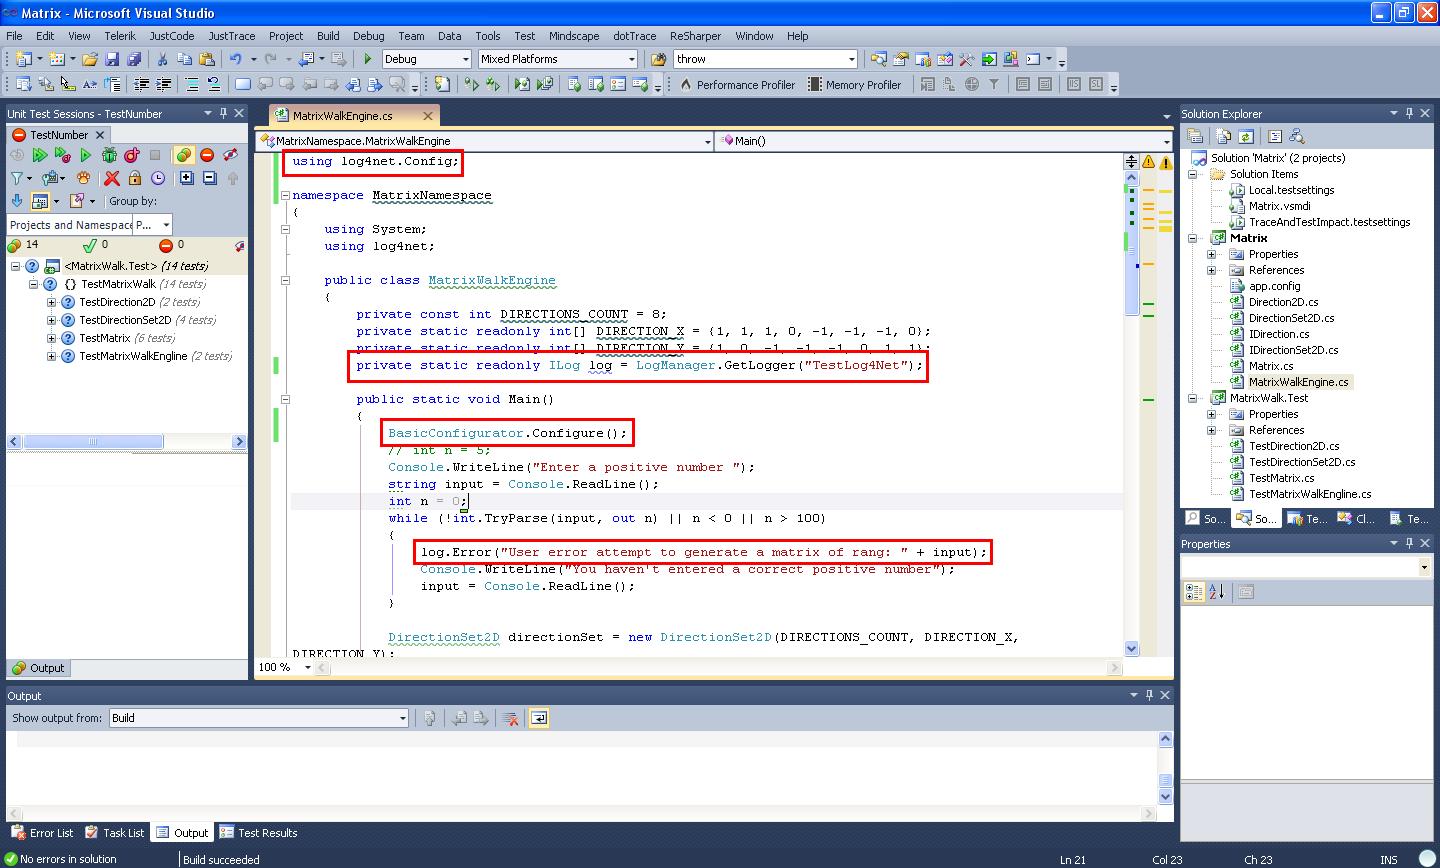 Matrix - Microsoft Visual Studio
File Edit View Telerik JustCode JustTrace Project Build Debug Team Data Tools Test Mindscape dotTrace ReSharper Window Help
Debug Mixed Platforms throw
Performance Profiler Memory Profiler
Unit Test Sessions - TestNumber
TestNumber
Group by:
Projects and Namespace P...
14 0 0
<MatrixWalk.Test> (14 tests)
{} TestMatrixWalk (14 tests)
TestDirection2D (2 tests)
TestDirectionSet2D (4 tests)
TestMatrix (6 tests)
TestMatrixWalkEngline (2 tests)
Output
MatrixWalkEngine.cs
MatrixNamespace.MatrixWalkEngine Main()
using log4net.Config;
namespace MatrixNamespace
{
using System;
using log4net;
public class MatrixWalkEngine
{
private const int DIRECTIONS_COUNT = 8;
private static readonly int[] DIRECTION_X = {1, 1, 1, 0, -1, -1, -1, 0};
private static readonly int[] DIRECTION_Y = {1, 0, -1, -1, -1, 0, 1, 1};
private static readonly ILog log = LogManager.GetLogger("TestLog4Net");
public static void Main()
{
BasicConfigurator.Configure();
// int n = 5;
Console.WriteLine("Enter a positive number ");
string input = Console.ReadLine();
int n = 0;
while (!int.TryParse(input, out n) || n < 0 || n > 100)
{
log.Error("User error attempt to generate a matrix of rang: " + input);
Console.WriteLine("You haven't entered a correct positive number");
input = Console.ReadLine();
}
DirectionSet2D directionSet = new DirectionSet2D(DIRECTIONS_COUNT, DIRECTION_X,
DIRECTION_Y);
100 %
Solution Explorer
Solution 'Matrix' (2 projects)
Solution Items
Local.testsettings
Matrix.vsmdi
TraceAndTestImpact.testsettings
Matrix
Properties
References
app.config
Direction2D.cs
DirectionSet2D.cs
IDirection.cs
IDirectionSet2D.cs
Matrix.cs
MatrixWalkEngine.cs
MatrixWalk.Test
Properties
References
TestDirection2D.cs
TestDirectionSet2D.cs
TestMatrix.cs
TestMatrixWalkEngline.cs
So... So... Te... Cl... Te...
Properties
Output
Show output from: Build
Error List Task List Output Test Results
No errors in solution Build succeeded Ln 21 Col 23 Ch 23 INS